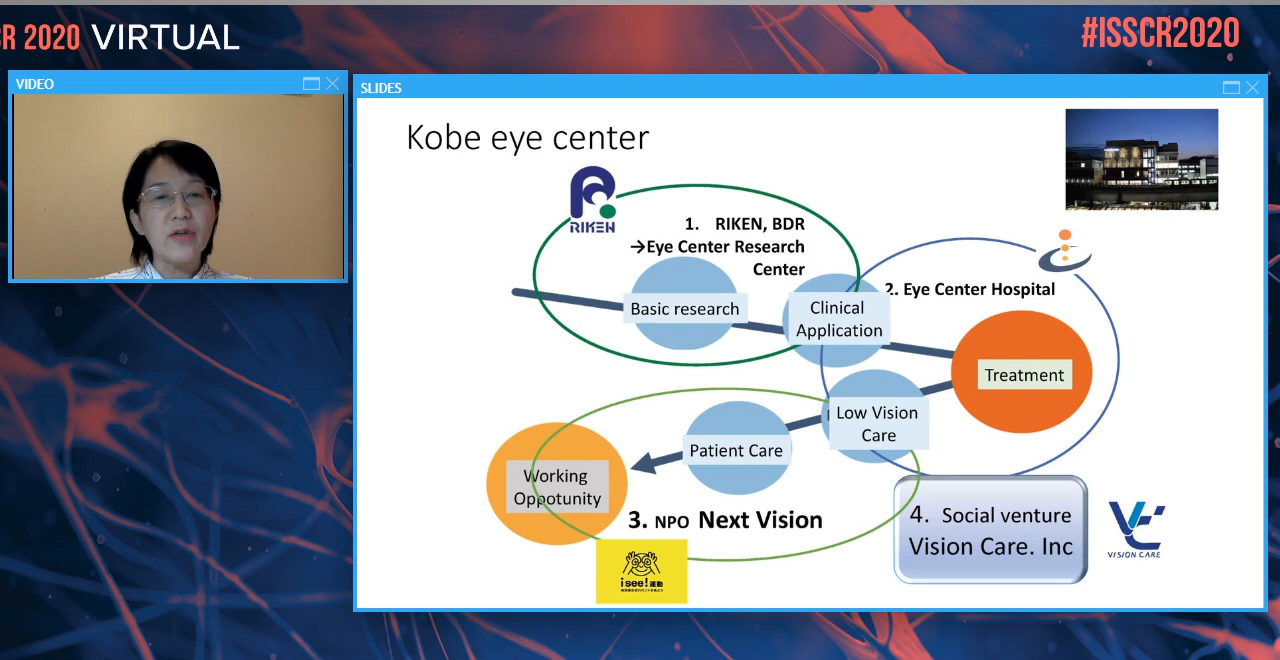 CR 2020 VIRTUAL
#ISSCR2020
VIDEO
SLIDES
Kobe eye center
RIKEN
1. RIKEN, BDR
→Eye Center Research
Center
2. Eye Center Hospital
Basic research
Clinical
Application
Treatment
Low Vision
Care
Patient Care
Working
Oppotunity
3. NPO Next Vision
4. Social venture
Vision Care. Inc
VISION CARE
isee!運動